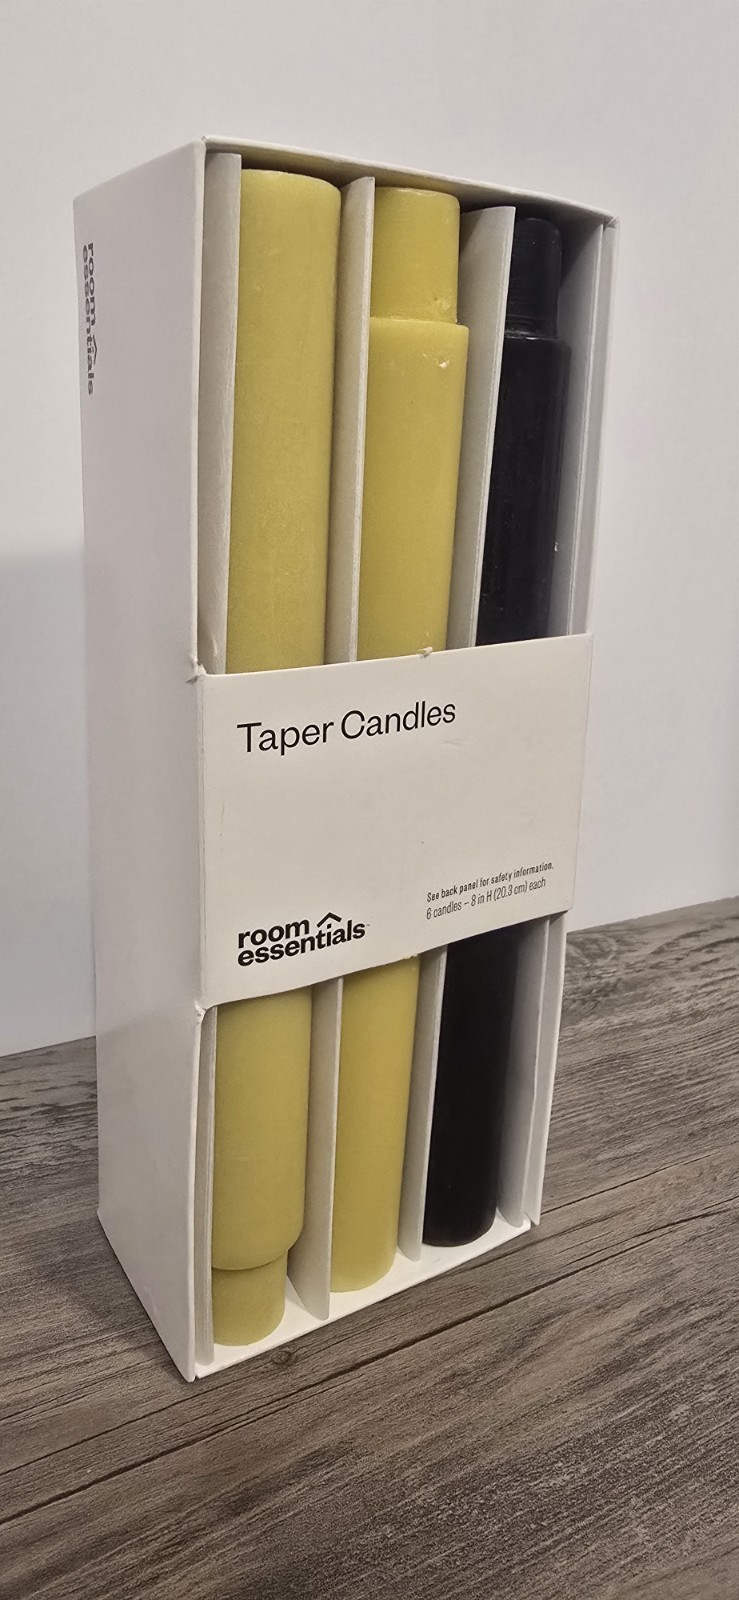 room
essentials
Taper Candles
See back panel for safety information.
6 candles – 8 in H (20.3 cm) each
room
essentials™